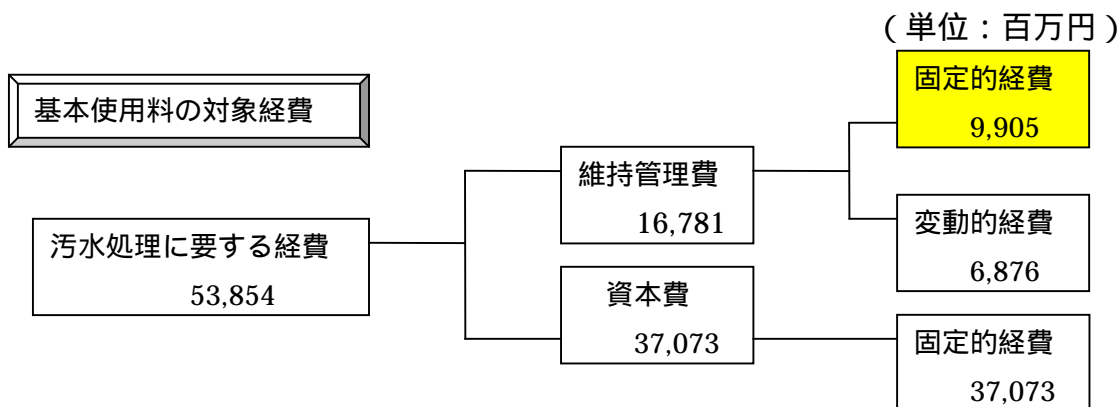 （単位：百万円）
基本使用料の対象経費
汚水処理に要する経費
53,854
維持管理費
16,781
資本費
37,073
固定的経費
9,905
変動的経費
6,876
固定的経費
37,073